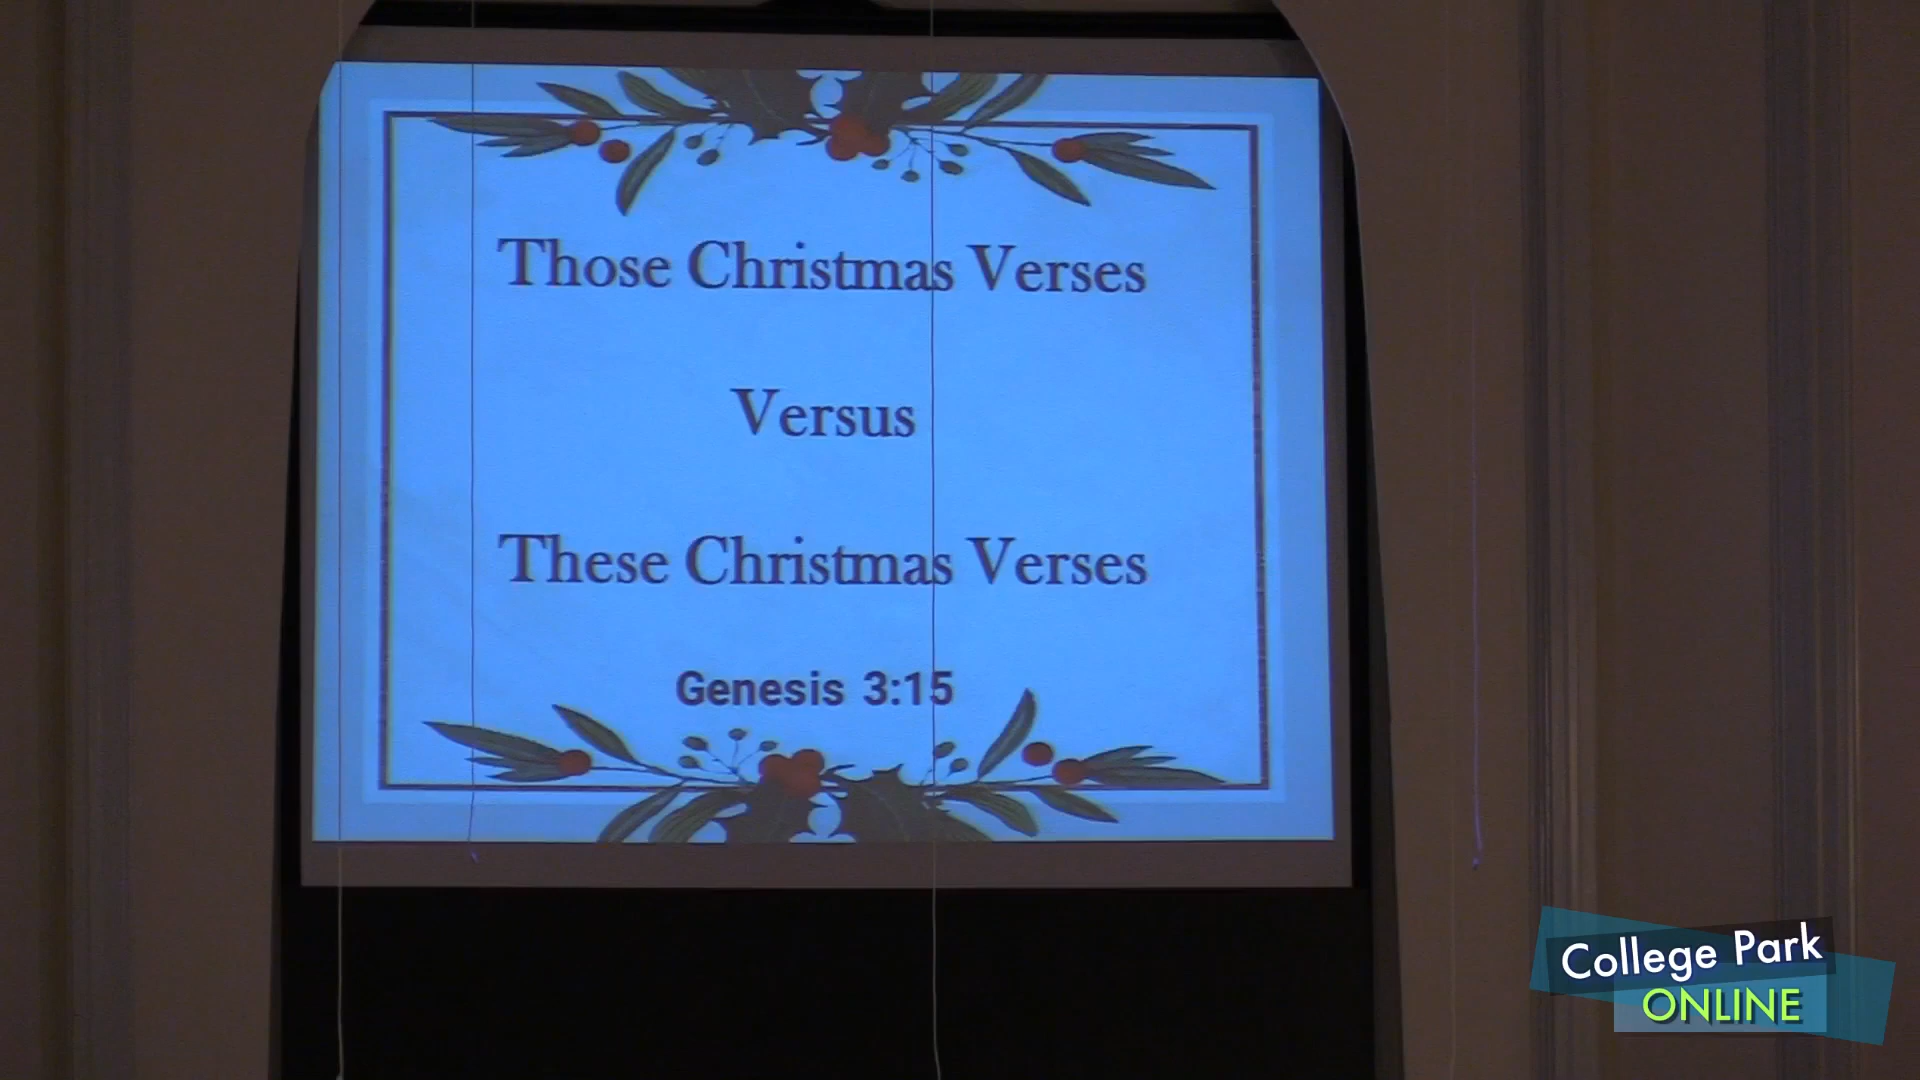 Those Christmas Verses
Versus
These Christmas Verses
Genesis 3:15
College Park
ONLINE